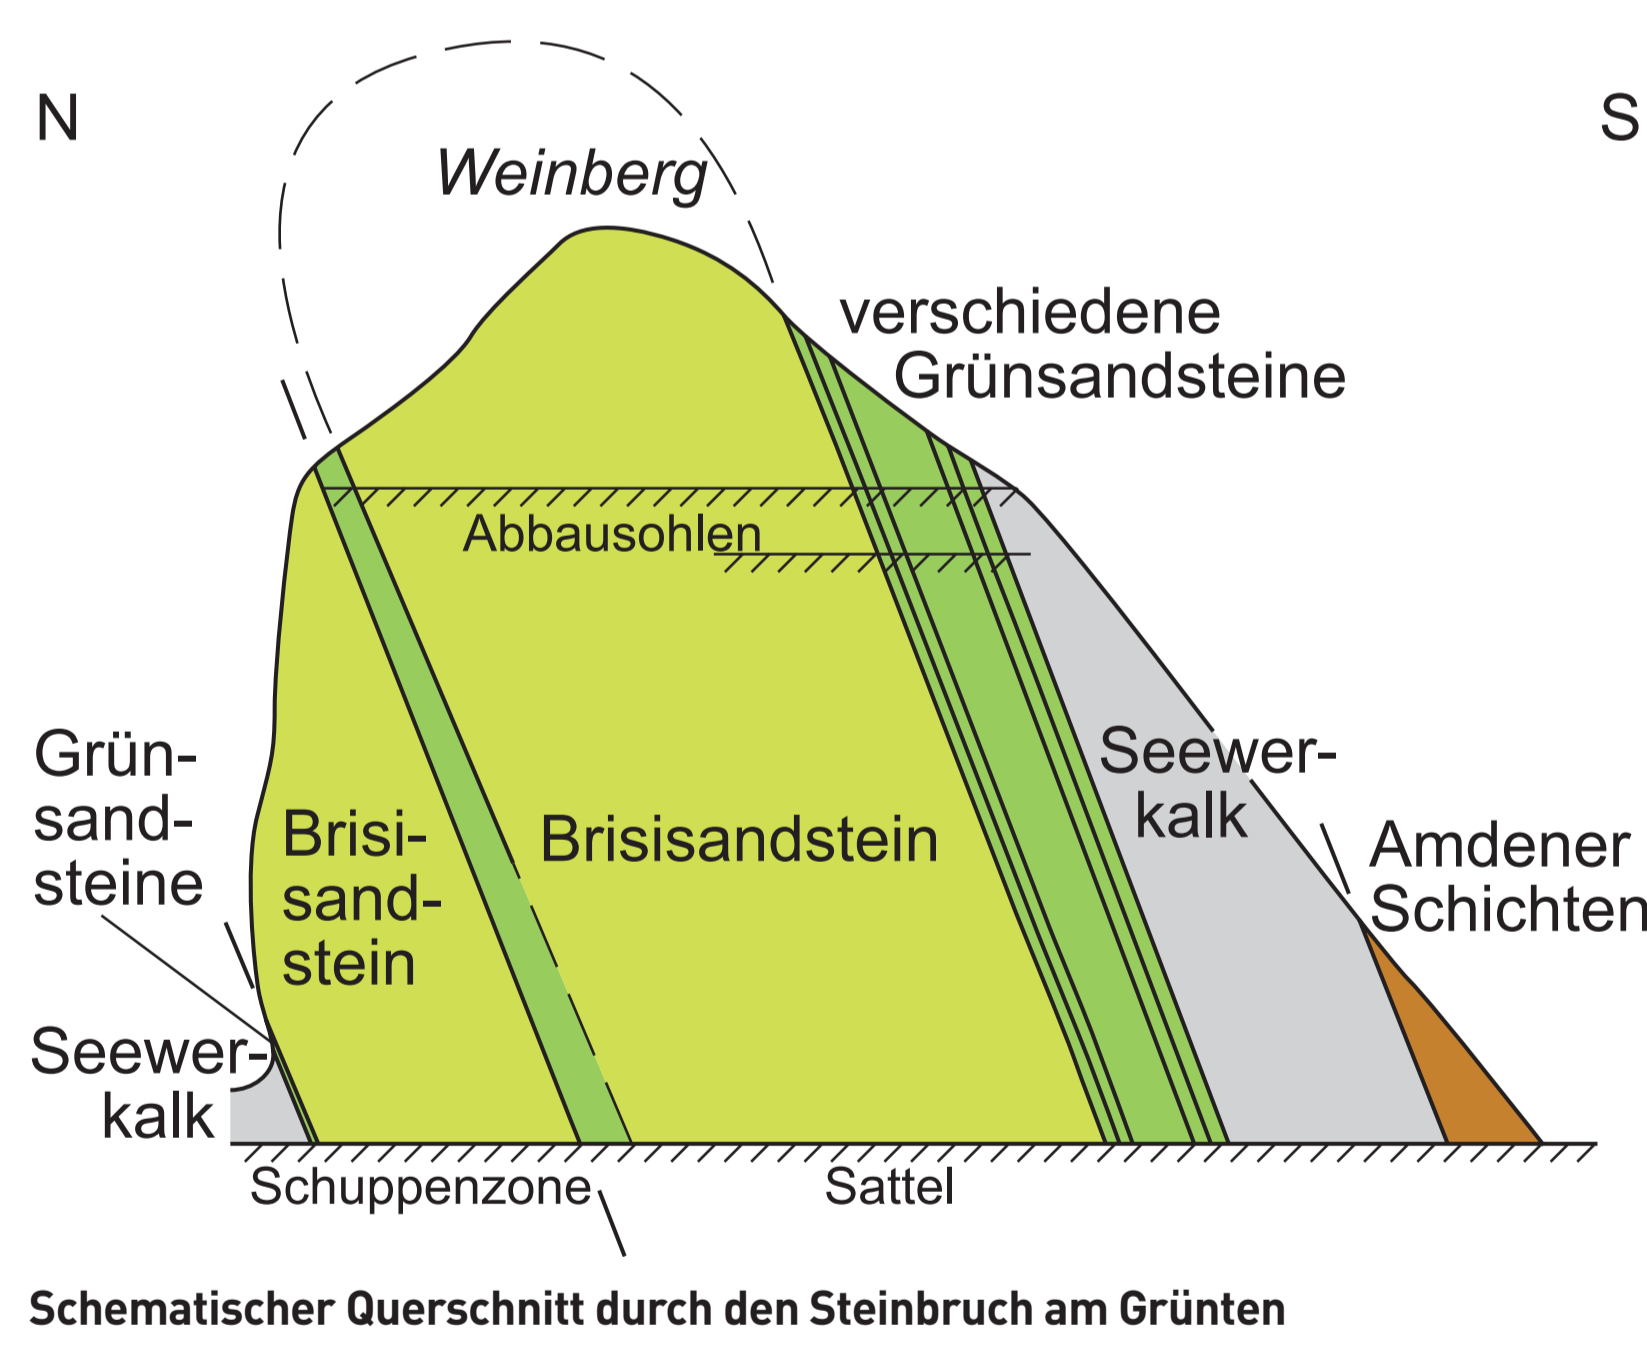 N
S
Weinberg
verschiedene
Grünsandsteine
Abbausohlen
Grün-
sand-
steine
Brisi-
sand-
stein
Brisisandstein
Seewer-
kalk
Amdener
Schichten
Seewer-
kalk
Schuppenzone
Sattel
Schematischer Querschnitt durch den Steinbruch am Grünten